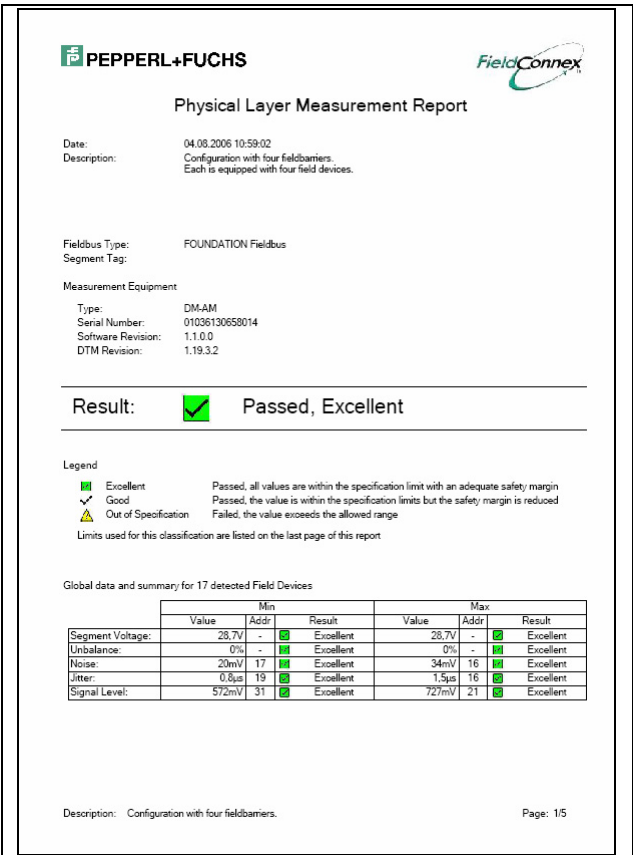 PEPPERL+FUCHS
FieldConnex
Physical Layer Measurement Report
Date: 04.08.2006 10:59:02
Description: Configuration with four fieldbarriers.
Each is equipped with four field devices.
Fieldbus Type: FOUNDATION Fieldbus
Segment Tag:
Measurement Equipment
Type: DM-AM
Serial Number: 01036130658014
Software Revision: 1.1.0.0
DTM Revision: 1.19.3.2
Result: Passed, Excellent
Legend
Excellent Passed, all values are within the specification limit with an adequate safety margin
Good Passed, the value is within the specification limits but the safety margin is reduced
Out of Specification Failed, the value exceeds the allowed range
Limits used for this classification are listed on the last page of this report
Global data and summary for 17 detected Field Devices
Min Max
Value Addr Result Value Addr Result
Segment Voltage: 28,7V - Excellent 28,7V - Excellent
Unbalance: 0% - Excellent 0% - Excellent
Noise: 20mV 17 Excellent 34mV 16 Excellent
Jitter: 0,8µs 19 Excellent 1,5µs 16 Excellent
Signal Level: 572mV 31 Excellent 727mV 21 Excellent
Description: Configuration with four fieldbarriers. Page: 1/5